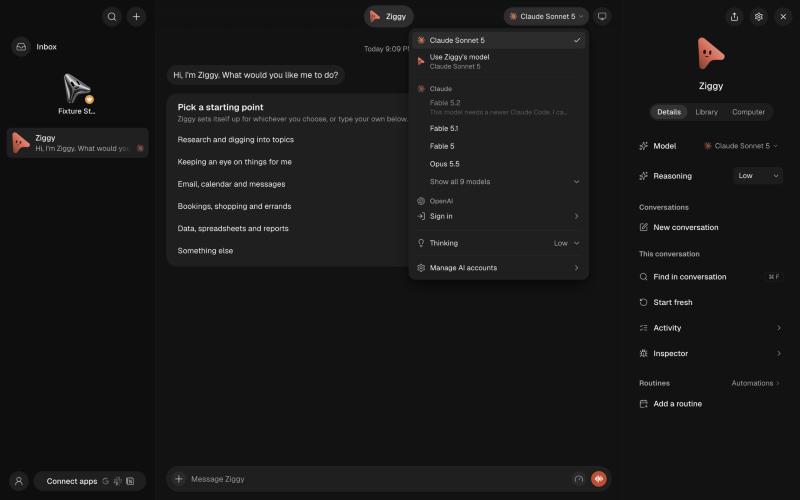 Ziggy
Claude Sonnet 5
Inbox
Today 9:09 P
Fixture St...
Ziggy
Hi, I'm Ziggy. What would you
Hi, I'm Ziggy. What would you like me to do?
Pick a starting point
Ziggy sets itself up for whichever you choose, or type your own below.
Research and digging into topics
Keeping an eye on things for me
Email, calendar and messages
Bookings, shopping and errands
Data, spreadsheets and reports
Something else
Claude Sonnet 5
Use Ziggy's model
Claude Sonnet 5
Claude
Fable 5.2
This model needs a newer Claude Code. I ca...
Fable 5.1
Fable 5
Opus 5.5
Show all 9 models
OpenAI
Sign in
Thinking Low
Manage AI accounts
Ziggy
Details Library Computer
Model Claude Sonnet 5
Reasoning Low
Conversations
New conversation
This conversation
Find in conversation ⌘ F
Start fresh
Activity
Inspector
Routines Automations
Add a routine
Connect apps
Message Ziggy